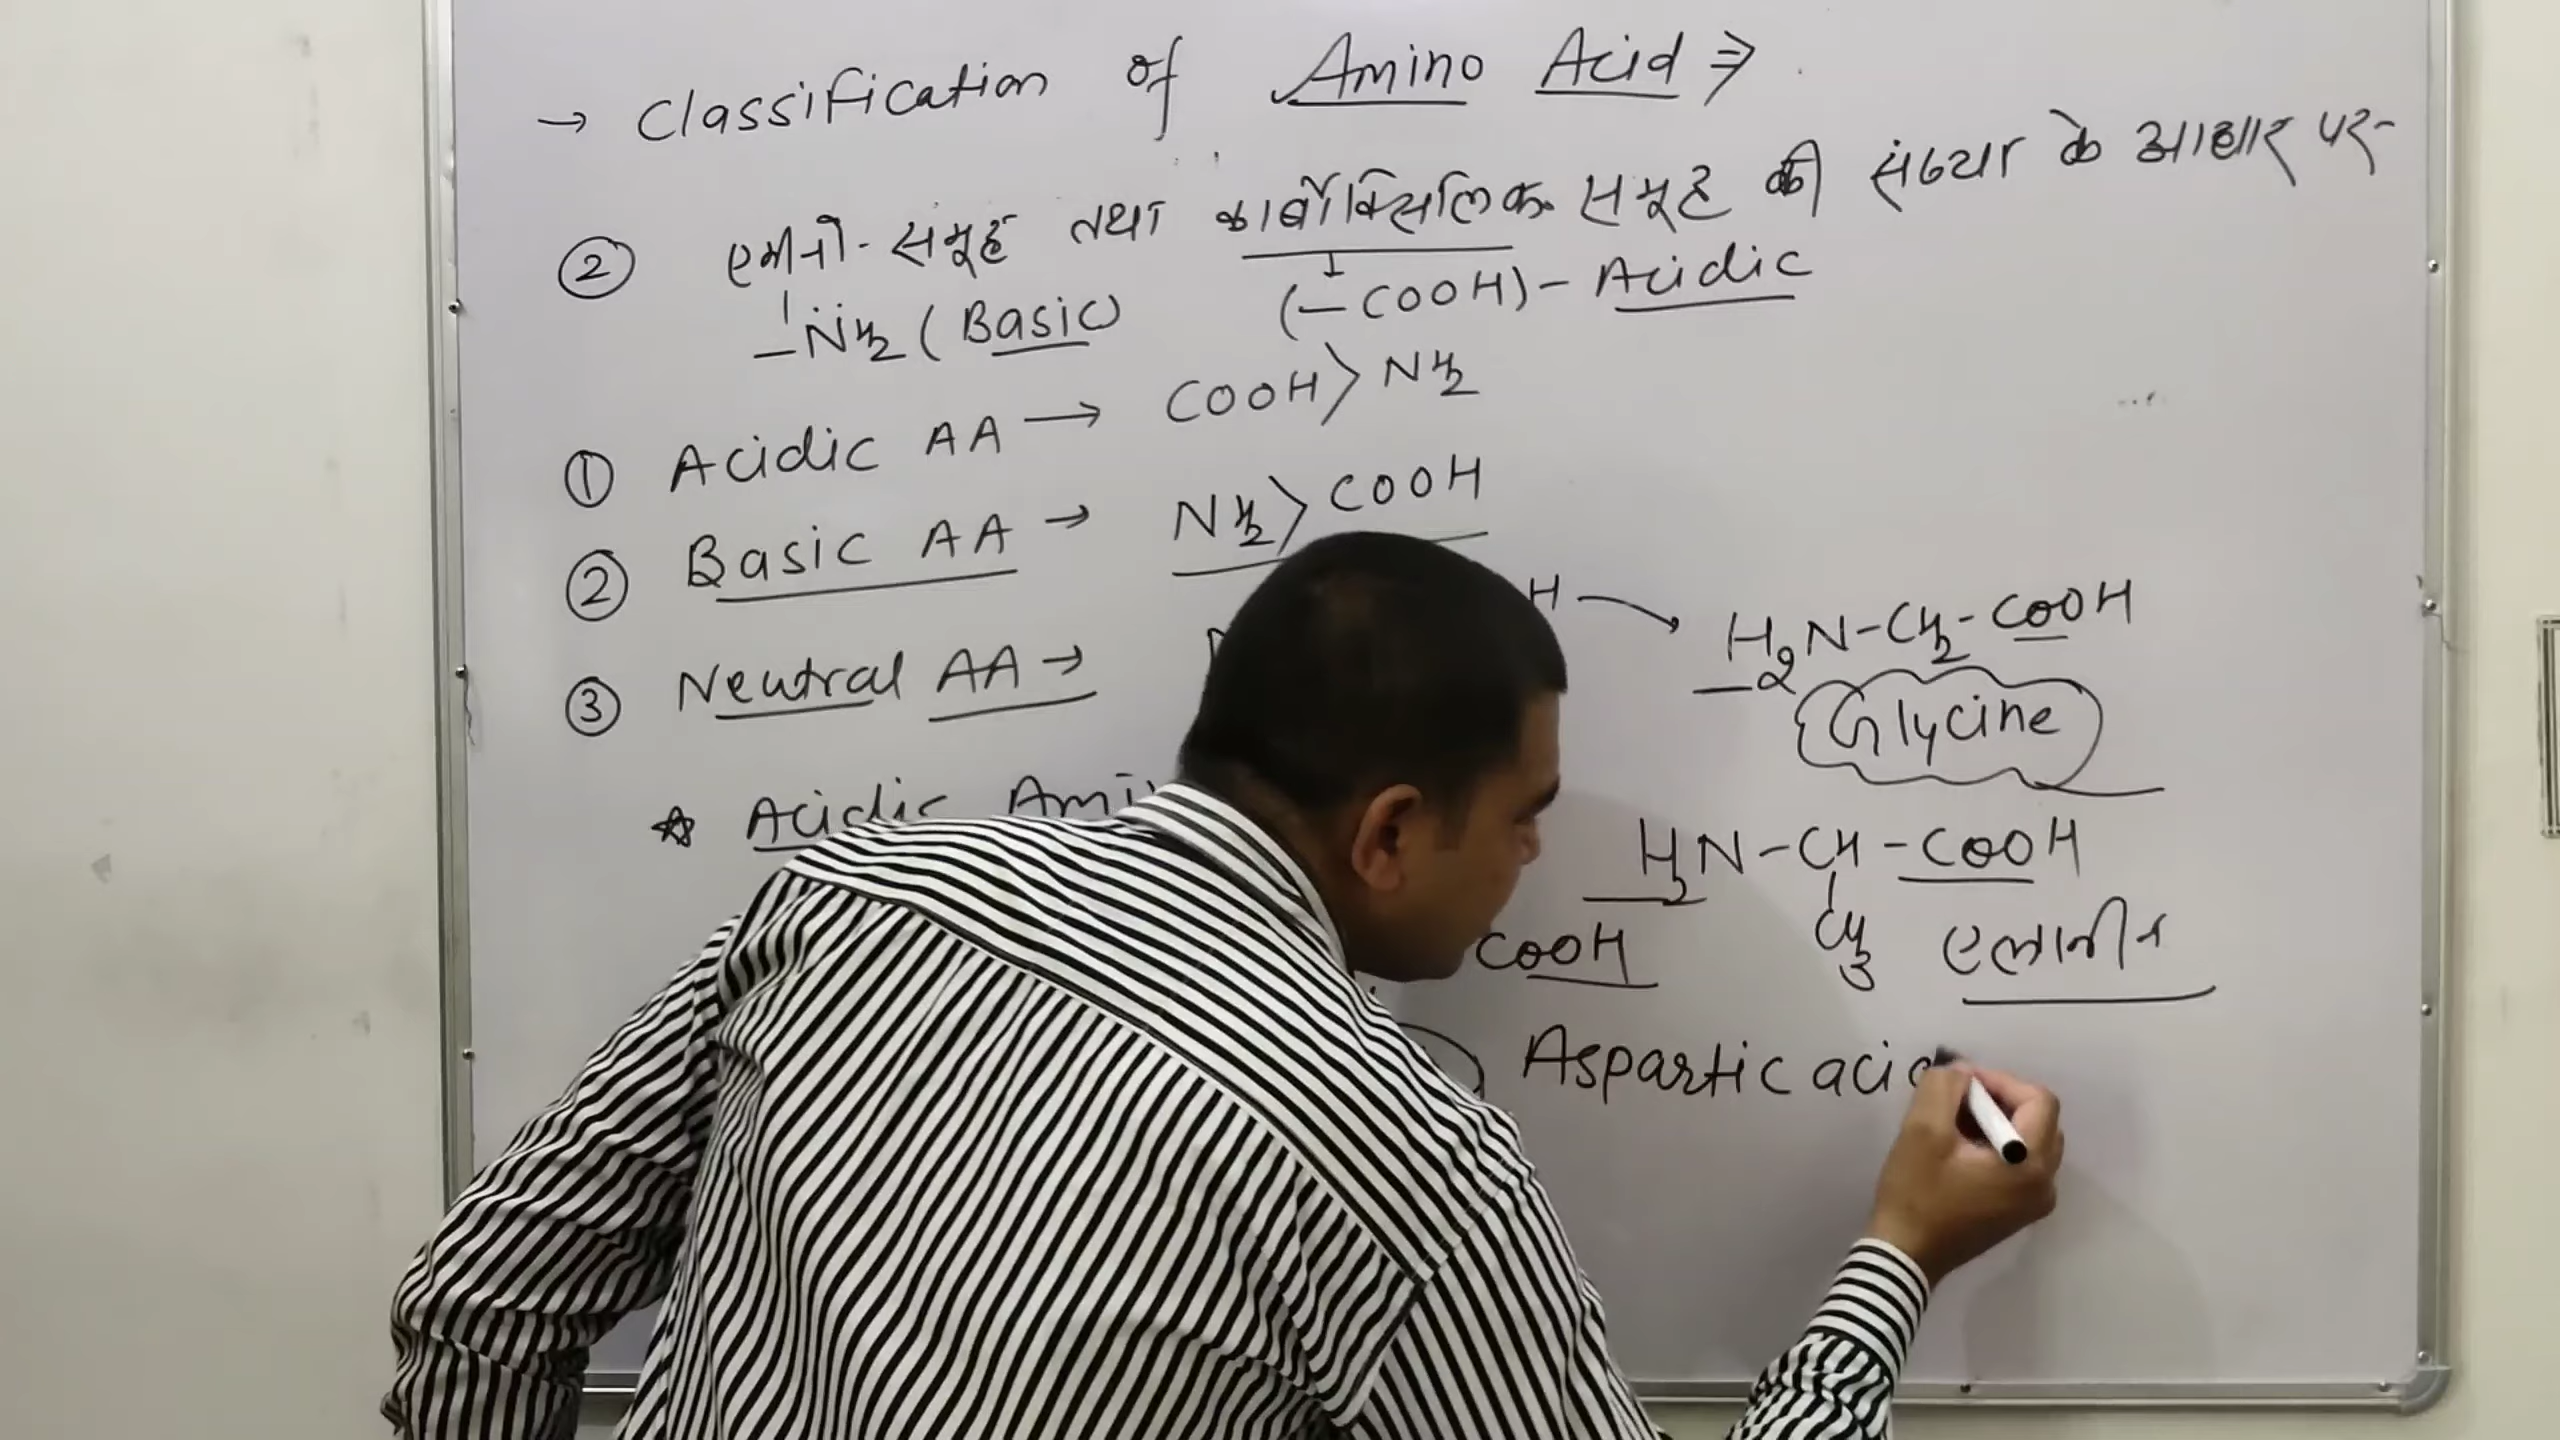 → Classification of Amino Acid ⇒
② एमीनो-समूह तथा कार्बोक्सिलिक समूह की संख्या के आधार पर-
-NH2 (Basic) (-COOH)- Acidic
① Acidic AA → COOH > NH2
② Basic AA → NH2 > COOH
③ Neutral AA →
H → H2N-CH2-COOH
Glycine
☆ Acidic Ami
H2N-CH-COOH
CH3 एलानीन
COOH
Aspartic acid